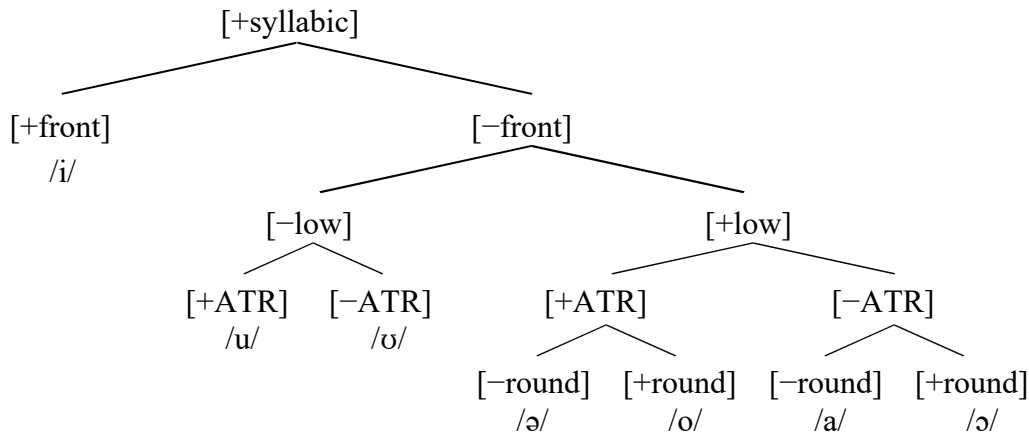 [+syllabic]
[+front] [−front]
/i/
[−low] [+low]
[+ATR] [−ATR] [+ATR] [−ATR]
/u/ /ʊ/
[−round] [+round] [−round] [+round]
/ə/ /o/ /a/ /ɔ/